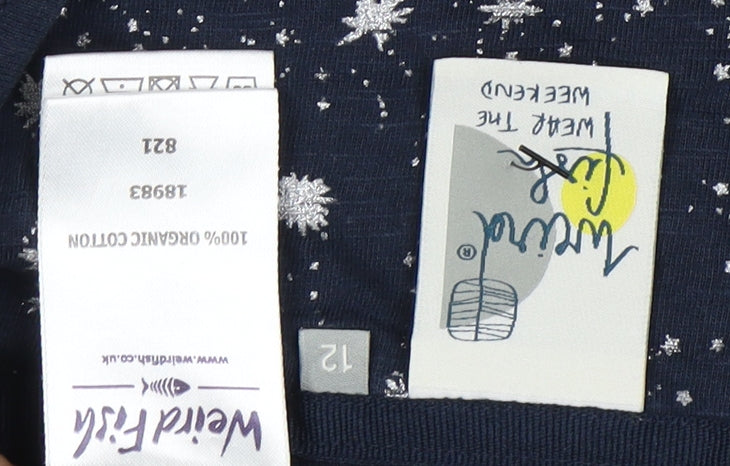 Weird Fish
www.weirdfish.co.uk
100% ORGANIC COTTON
18983
821
12
weird
fish
®
WEAR THE
WEEKEND